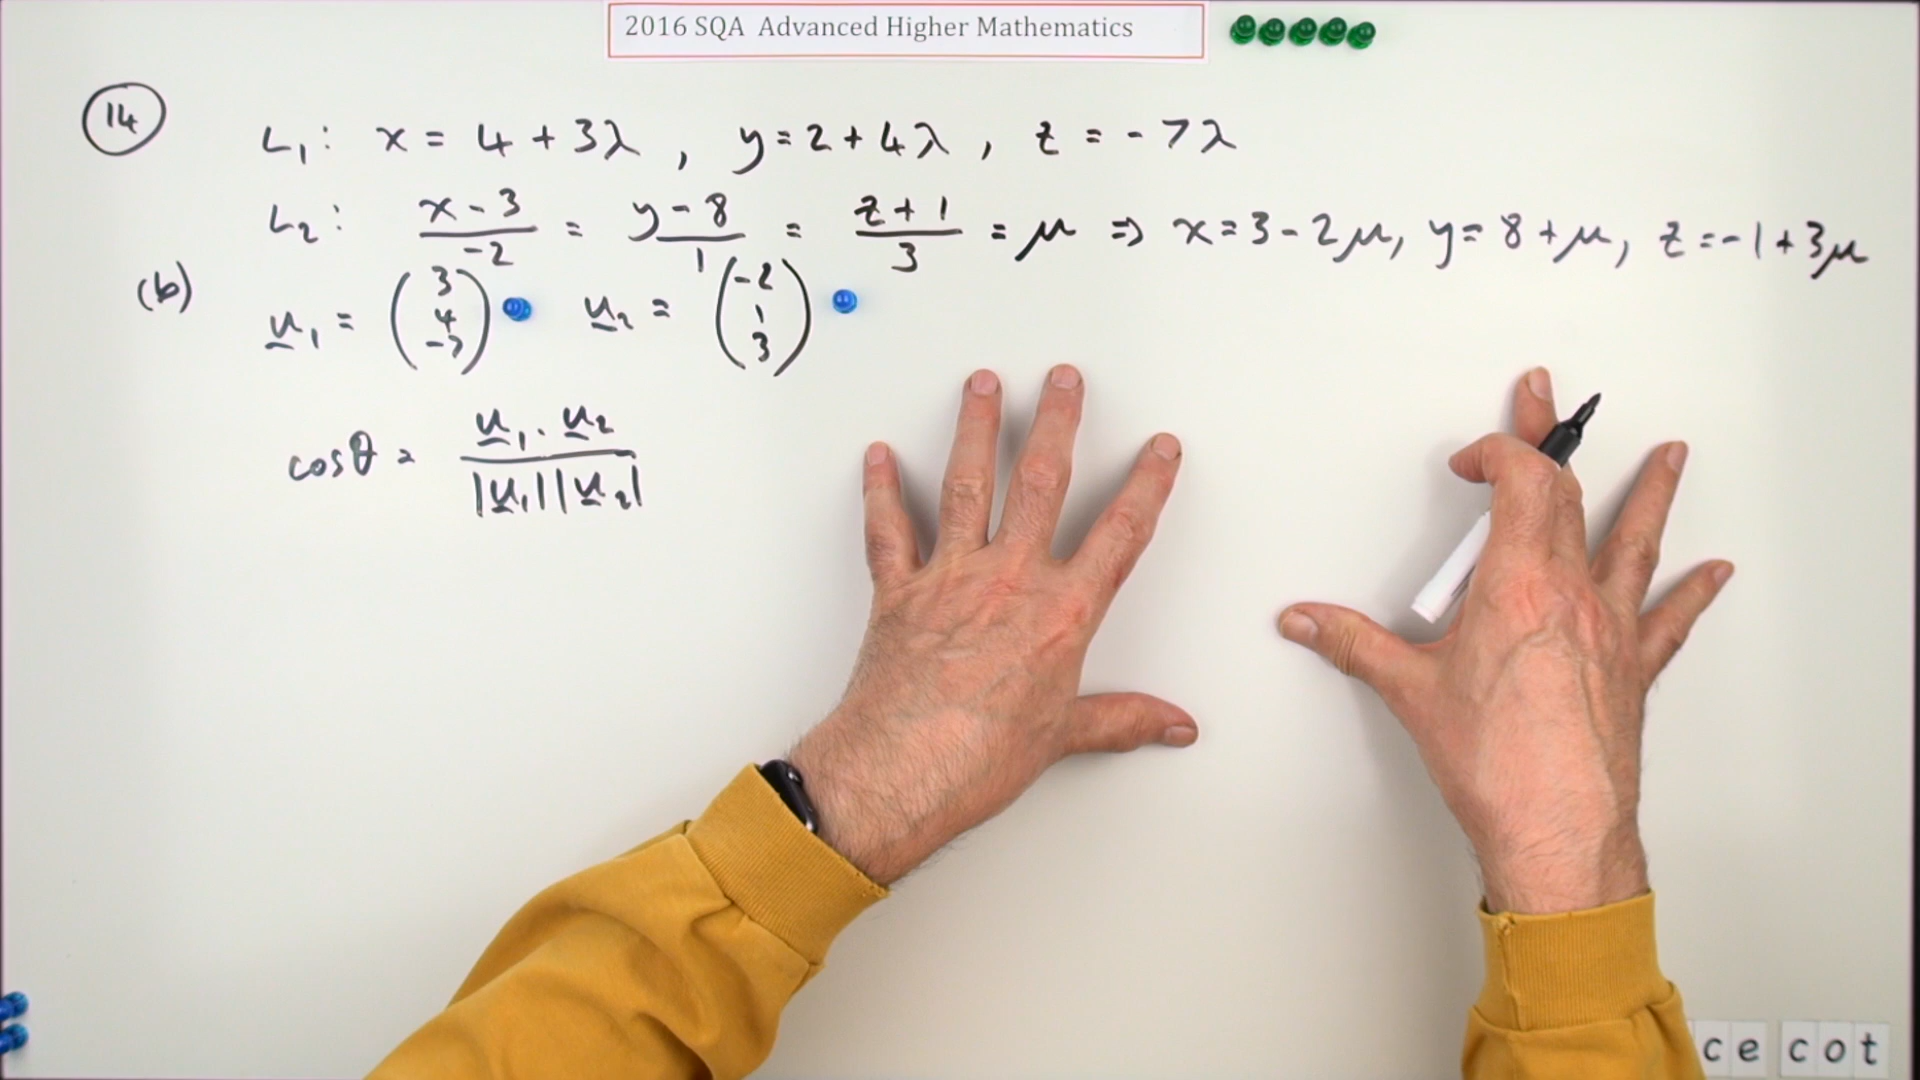 2016 SQA Advanced Higher Mathematics
14
L₁: x = 4 + 3λ , y = 2 + 4λ , z = -7λ
L₂: (x - 3)/-2 = (y - 8)/1 = (z + 1)/3 = μ ⇒ x = 3 - 2μ, y = 8 + μ, z = -1 + 3μ
(b) u₁ = (3 4 -7) u₂ = (-2 1 3)
cosθ = u₁ . u₂ / |u₁||u₂|
ce cot